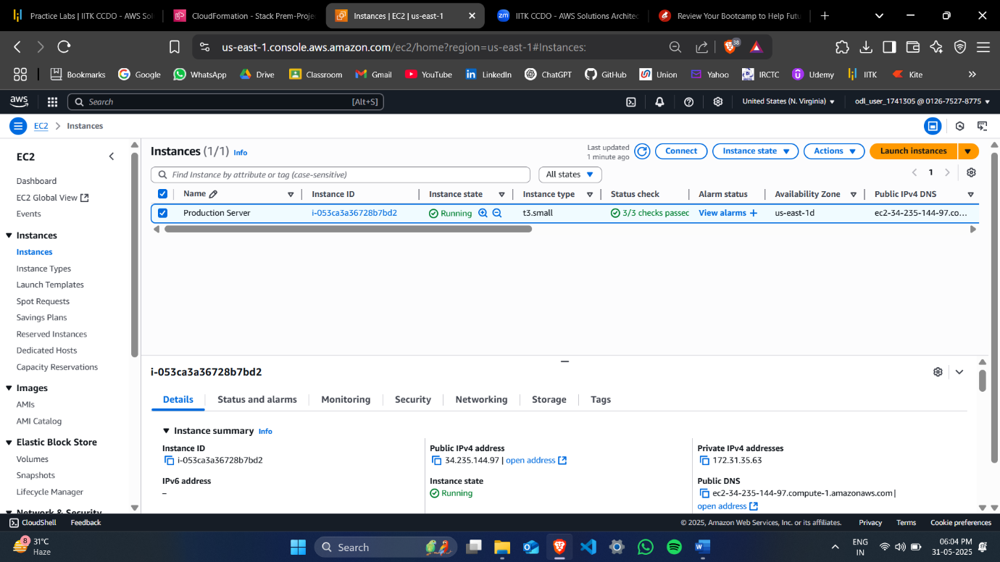 Practice Labs | IITK CCDO - AWS Sol
CloudFormation - Stack Prem-Proje
Instances | EC2 | us-east-1
zm IITK CCDO - AWS Solutions Architec
Review Your Bootcamp to Help Futu
us-east-1.console.aws.amazon.com/ec2/home?region=us-east-1#Instances:
38
Bookmarks Google WhatsApp Drive Classroom Gmail YouTube LinkedIn ChatGPT GitHub Union Yahoo IRCTC Udemy IITK Kite
aws Search [Alt+S] United States (N. Virginia) odl_user_1741305 @ 0126-7527-8775
EC2 Instances
EC2
Dashboard
EC2 Global View
Events
Instances
Instances
Instance Types
Launch Templates
Spot Requests
Savings Plans
Reserved Instances
Dedicated Hosts
Capacity Reservations
Images
AMIs
AMI Catalog
Elastic Block Store
Volumes
Snapshots
Lifecycle Manager
Network & Security
Instances (1/1) Info
Last updated
1 minute ago
Connect Instance state Actions Launch instances
Find Instance by attribute or tag (case-sensitive) All states 1
Name Instance ID Instance state Instance type Status check Alarm status Availability Zone Public IPv4 DNS
Production Server i-053ca3a36728b7bd2 Running t3.small 3/3 checks passed View alarms + us-east-1d ec2-34-235-144-97.co...
i-053ca3a36728b7bd2
Details Status and alarms Monitoring Security Networking Storage Tags
Instance summary Info
Instance ID
i-053ca3a36728b7bd2
Public IPv4 address
34.235.144.97 | open address
Private IPv4 addresses
172.31.35.63
IPv6 address
–
Instance state
Running
Public DNS
ec2-34-235-144-97.compute-1.amazonaws.com |
open address
CloudShell Feedback © 2025, Amazon Web Services, Inc. or its affiliates. Privacy Terms Cookie preferences
8
31°C
Haze
Search
ENG
IN
06:04 PM
31-05-2025